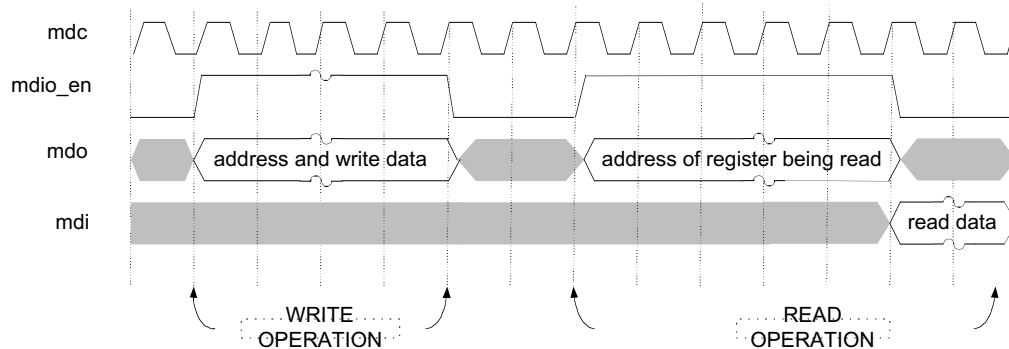 mdc
mdio_en
mdo
address and write data
address of register being read
mdi
read data
WRITE
OPERATION
READ
OPERATION